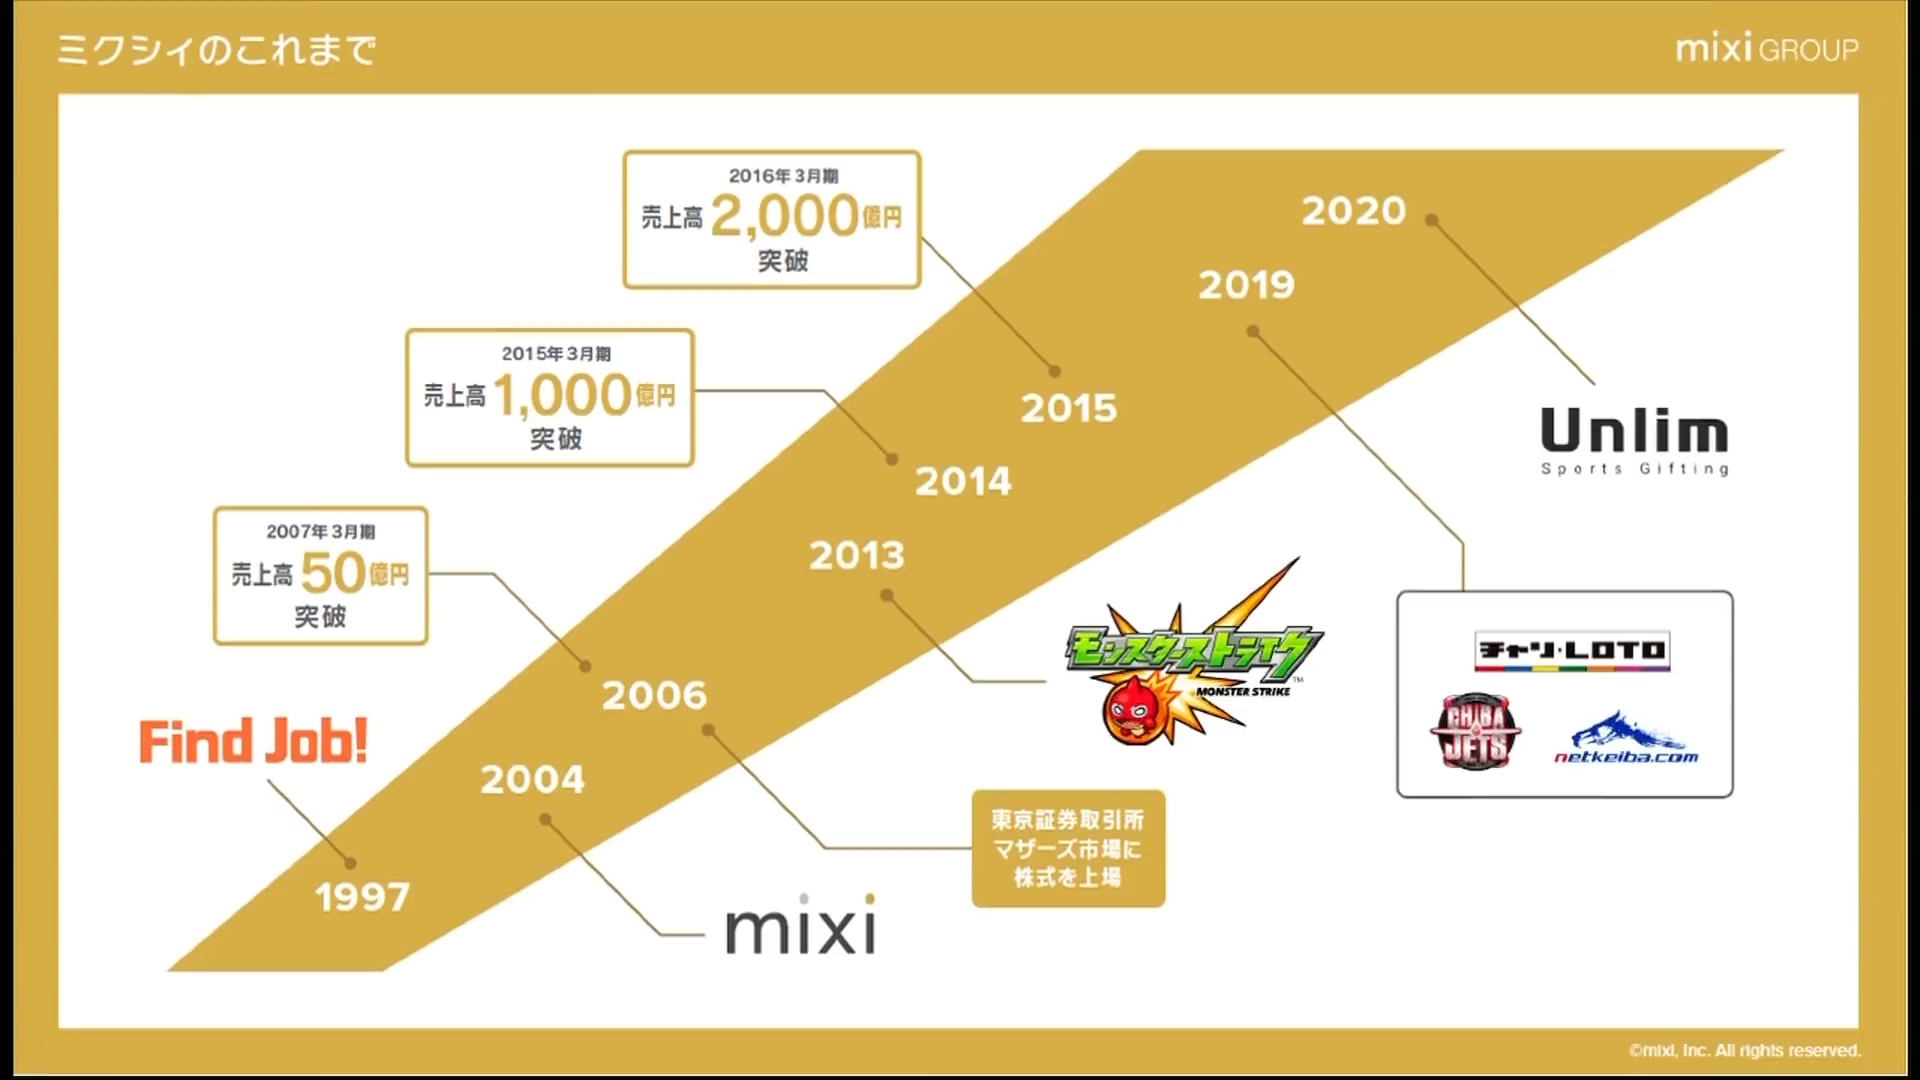 ミクシィのこれまで
mixi GROUP
2016年3月期
売上高 2,000億円
突破
2020
2019
2015年3月期
売上高 1,000億円
突破
2015
Unlim
Sports Gifting
2014
2007年3月期
売上高 50億円
突破
2013
モンスターストライク
MONSTER STRIKE
TM
チャリ・LOTO
CHIBA
JETS
netkeiba.com
2006
Find Job!
2004
東京証券取引所
マザーズ市場に
株式を上場
1997
mixi
©mixi, Inc. All rights reserved.